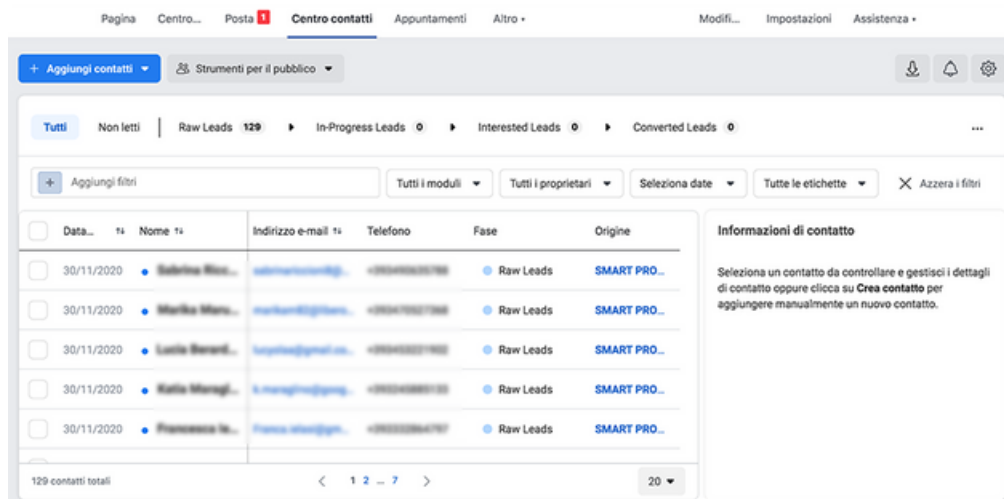 Pagina Centro... Posta 1 Centro contatti Appuntamenti Altro Modifi... Impostazioni Assistenza
+ Aggiungi contatti Strumenti per il pubblico
Tutti Non letti Raw Leads 129 In-Progress Leads 0 Interested Leads 0 Converted Leads 0 ...
+ Aggiungi filtri Tutti i moduli Tutti i proprietari Seleziona date Tutte le etichette Azzera i filtri
Data... Nome Indirizzo e-mail Telefono Fase Origine
30/11/2020 Raw Leads SMART PRO...
30/11/2020 Raw Leads SMART PRO...
30/11/2020 Raw Leads SMART PRO...
30/11/2020 Raw Leads SMART PRO...
30/11/2020 Raw Leads SMART PRO...
129 contatti totali < 1 2 ... 7 > 20
Informazioni di contatto
Seleziona un contatto da controllare e gestisci i dettagli
di contatto oppure clicca su Crea contatto per
aggiungere manualmente un nuovo contatto.